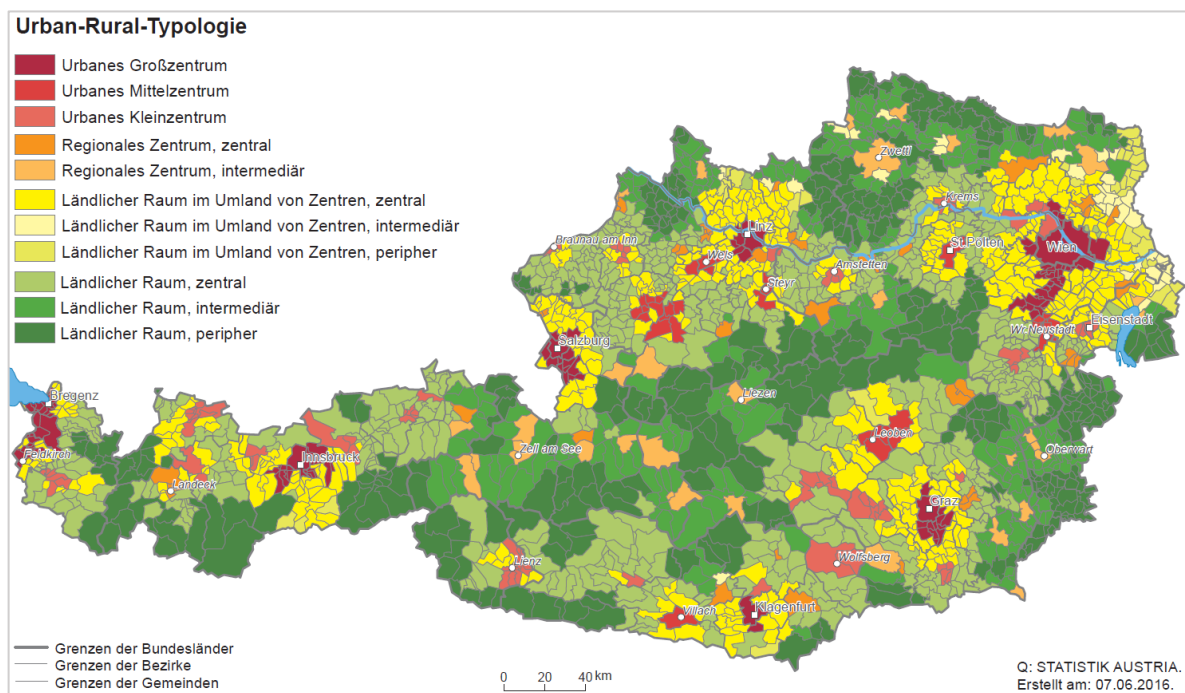 Urban-Rural-Typologie
Urbanes Großzentrum
Urbanes Mittelzentrum
Urbanes Kleinzentrum
Regionales Zentrum, zentral
Regionales Zentrum, intermediär
Ländlicher Raum im Umland von Zentren, zentral
Ländlicher Raum im Umland von Zentren, intermediär
Ländlicher Raum im Umland von Zentren, peripher
Ländlicher Raum, zentral
Ländlicher Raum, intermediär
Ländlicher Raum, peripher
Zwettl
Krems
Linz
Braunau am Inn
Wels
St. Pölten
Wien
Amstetten
Steyr
Eisenstadt
Wr. Neustadt
Salzburg
Bregenz
Liezen
Leoben
Feldkirch
Innsbruck
Zell am See
Oberwart
Landeck
Graz
Lienz
Wolfsberg
Villach
Klagenfurt
Grenzen der Bundesländer
Grenzen der Bezirke
Grenzen der Gemeinden
0 20 40 km
Q: STATISTIK AUSTRIA.
Erstellt am: 07.06.2016.